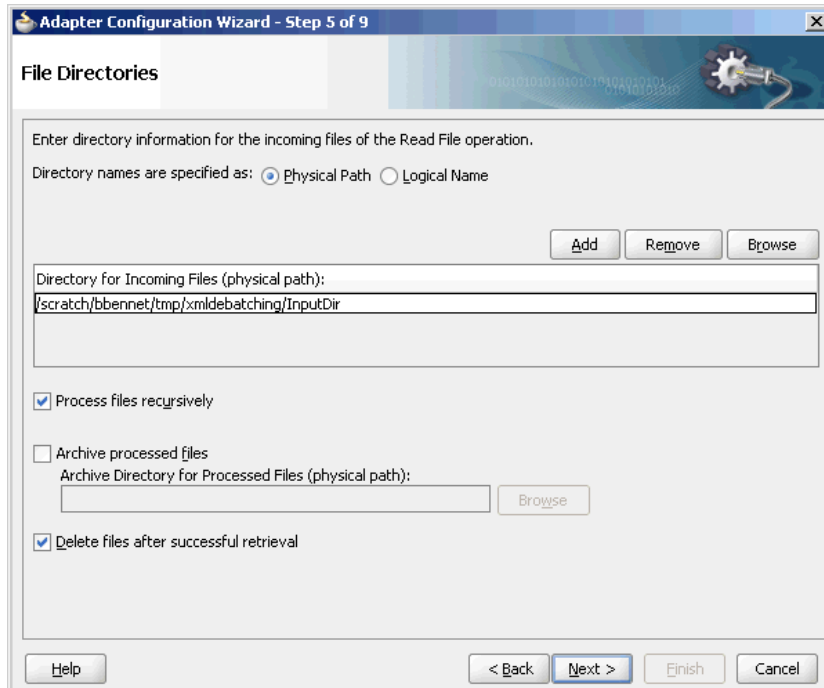 Adapter Configuration Wizard - Step 5 of 9
File Directories
0101010101010101010101010101
01010101010
Enter directory information for the incoming files of the Read File operation.
Directory names are specified as: Physical Path Logical Name
Add Remove Browse
Directory for Incoming Files (physical path):
/scratch/bbennet/tmp/xmldebatching/InputDir
Process files recursively
Archive processed files
Archive Directory for Processed Files (physical path):
Browse
Delete files after successful retrieval
Help < Back Next > Finish Cancel